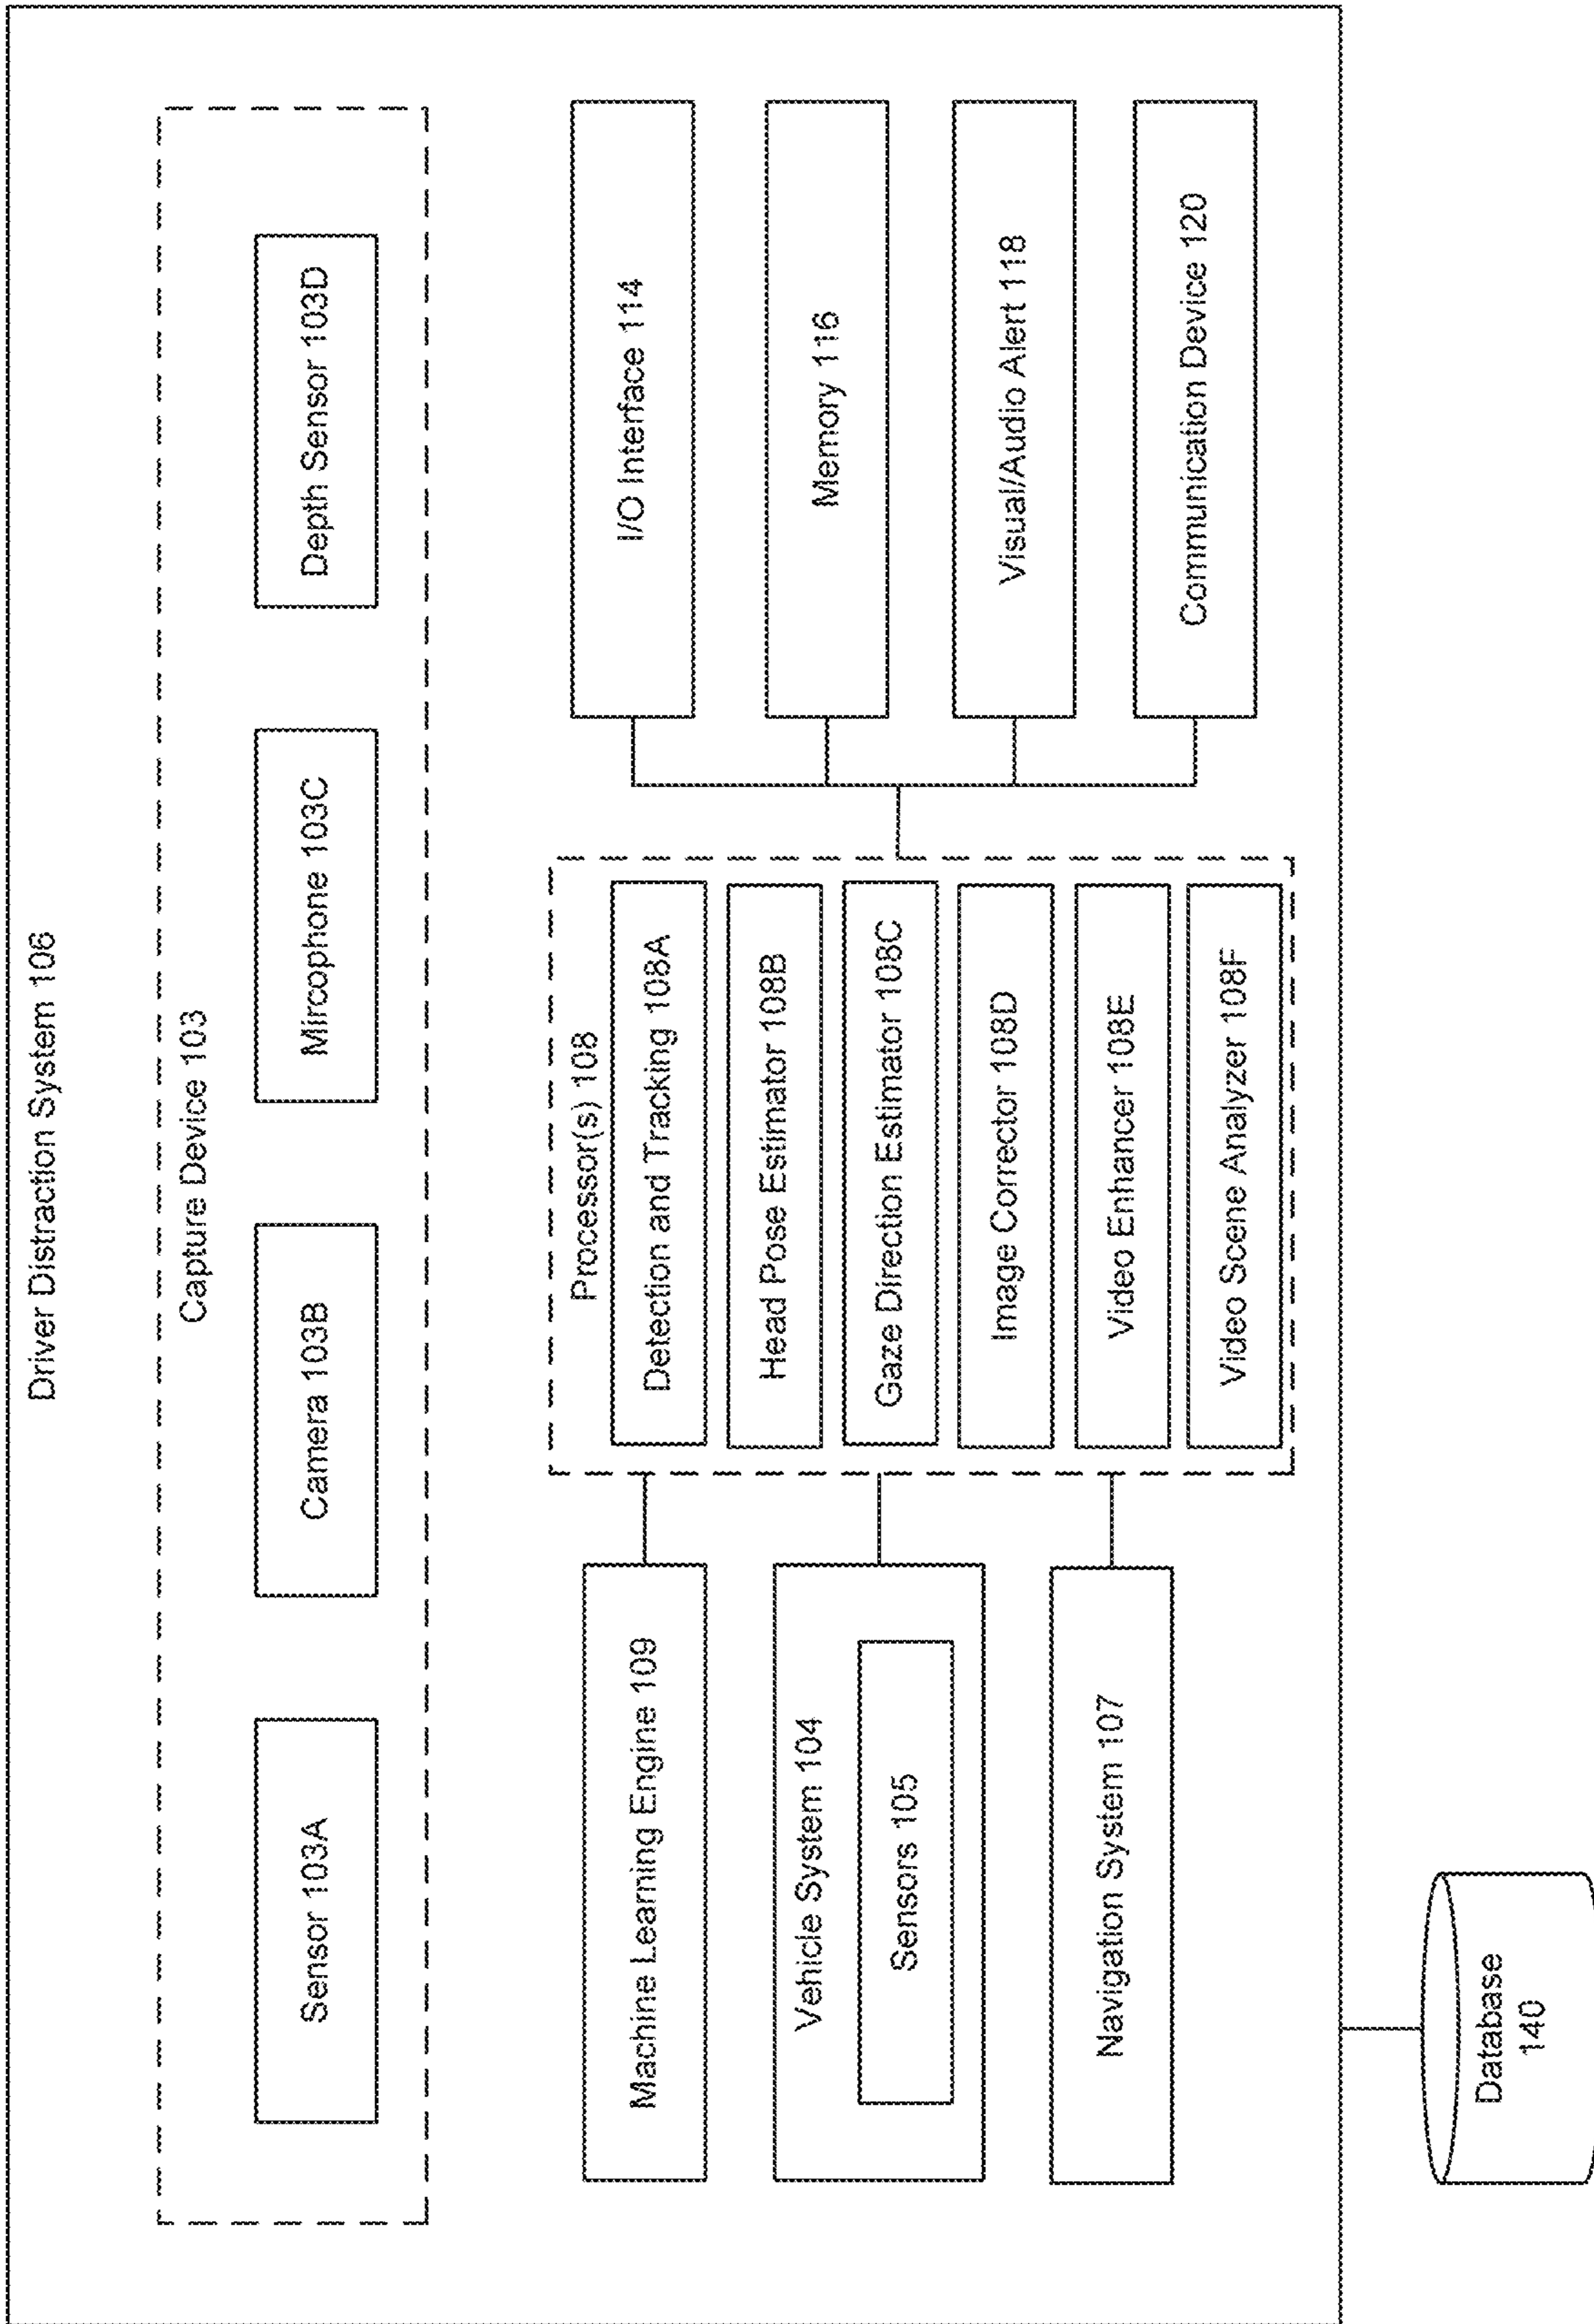 Driver Distraction System 106
Capture Device 103
Sensor 103A
Camera 103B
Mircophone 103C
Depth Sensor 103D
Machine Learning Engine 109
Vehicle System 104
Sensors 105
Navigation System 107
Processor(s) 108
Detection and Tracking 108A
Head Pose Estimator 108B
Gaze Direction Estimator 108C
Image Corrector 108D
Video Enhancer 108E
Video Scene Analyzer 108F
I/O Interface 114
Memory 116
Visual/Audio Alert 118
Communication Device 120
Database
140